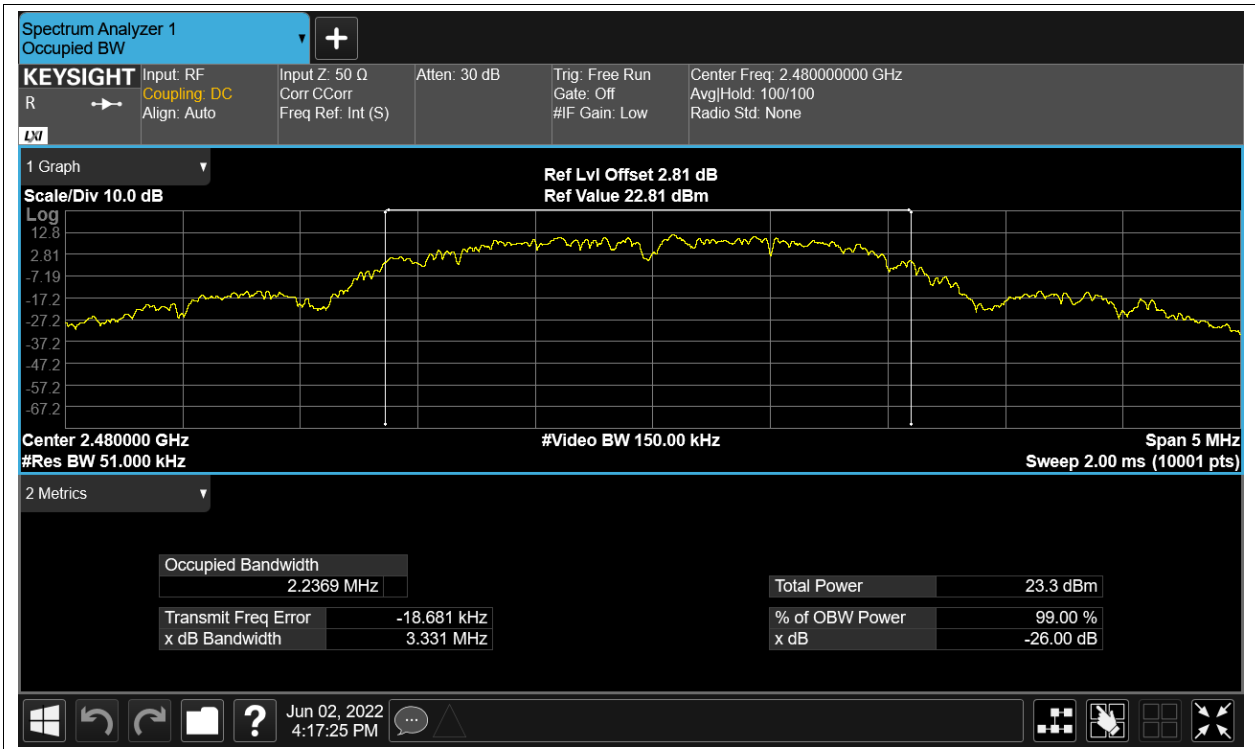 Spectrum Analyzer 1
Occupied BW
KEYSIGHT
R
LXI
Input: RF
Coupling: DC
Align: Auto
Input Z: 50 Ω
Corr CCorr
Freq Ref: Int (S)
Atten: 30 dB
Trig: Free Run
Gate: Off
#IF Gain: Low
Center Freq: 2.480000000 GHz
Avg|Hold: 100/100
Radio Std: None
1 Graph
Scale/Div 10.0 dB
Ref Lvl Offset 2.81 dB
Ref Value 22.81 dBm
Log
12.8
2.81
-7.19
-17.2
-27.2
-37.2
-47.2
-57.2
-67.2
Center 2.480000 GHz
#Video BW 150.00 kHz
Span 5 MHz
#Res BW 51.000 kHz
Sweep 2.00 ms (10001 pts)
2 Metrics
Occupied Bandwidth
2.2369 MHz
Total Power 23.3 dBm
Transmit Freq Error -18.681 kHz
% of OBW Power 99.00 %
x dB Bandwidth 3.331 MHz
x dB -26.00 dB
?
Jun 02, 2022
4:17:25 PM